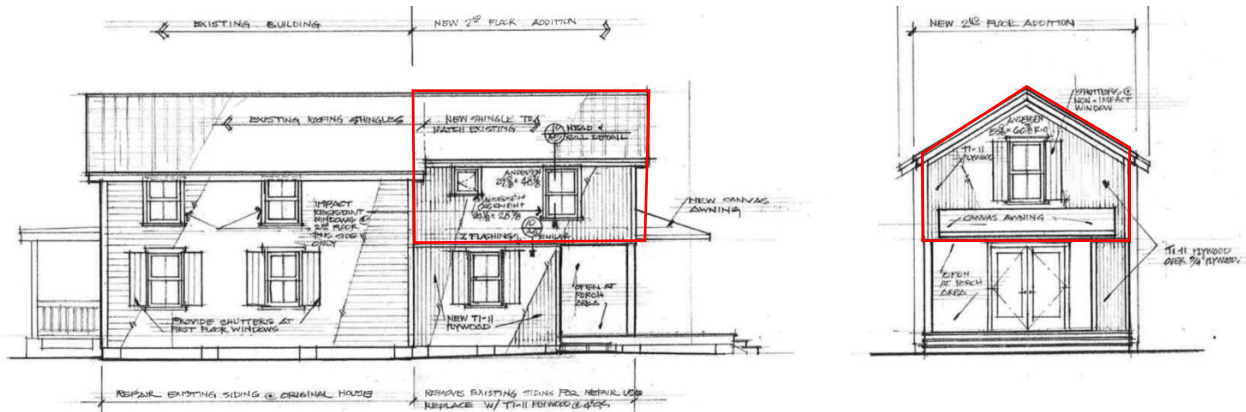 EXISTING BUILDING
NEW 2ND FLOOR ADDITION
EXISTING ROOFING SHINGLES
NEW SHINGLE TO
MATCH EXISTING
HEAD &
SILL DETAIL
ANDERSEN
ANDERSEN
CASEMENT
IMPACT
RESISTANT
WINDOWS @
2ND FLOOR
THIS SIDE
ONLY
NEW CANVAS
AWNING
Z FLASHING
SIMILAR
PROVIDE SHUTTERS AT
FIRST FLOOR WINDOWS
NEW T1-11
PLYWOOD
OPEN AT
PORCH
AREA
REPAIR EXISTING SIDING @ ORIGINAL HOUSE
REMOVE EXISTING SIDING FOR REPAIR USE
REPLACE W/ T1-11 PLYWOOD @
NEW 2ND FLOOR ADDITION
SHUTTERS @
NON-IMPACT
WINDOW
ANDERSEN
T1-11
PLYWOOD
CANVAS AWNING
OPEN
AT PORCH
AREA
T1-11 PLYWOOD
OVER 3/4" PLYWOOD